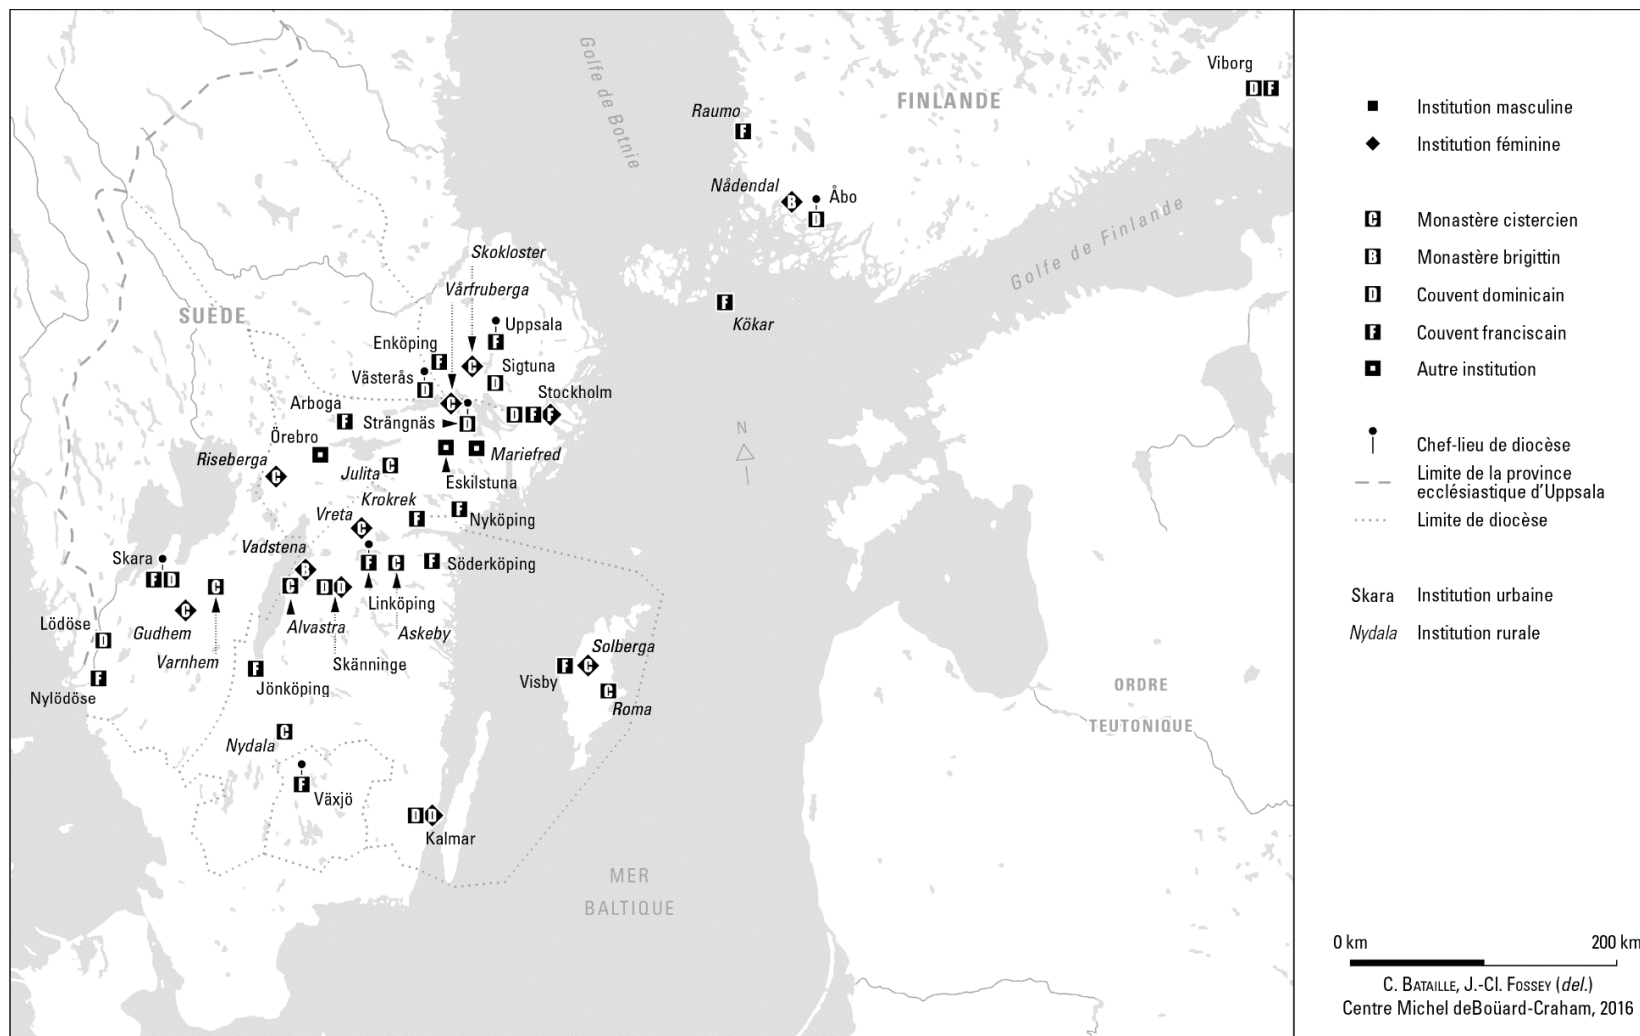 Golfe de Botnie
FINLANDE
Viborg
D F
Raumo
F
Nådendal
B
Åbo
D
Golfe de Finlande
Skokloster
Vårfruberga
SUÈDE
Uppsala
F
Kökar
F
Enköping
F
C
Sigtuna
D
Västerås
D
C
Stockholm
D F F
Arboga
F
Strängnäs
D
Örebro
Mariefred
Riseberga
C
Julita
C
Eskilstuna
Krokrek
F
Nyköping
F
Vreta
C
N
Vadstena
B
Skara
F D
C
C
D D
F
C
F
Söderköping
Linköping
C
Gudhem
Alvastra
Askeby
Lödöse
D
Varnhem
Skänninge
Solberga
F C
Visby
Jönköping
F
Nylödöse
F
C
Roma
ORDRE
TEUTONIQUE
Nydala
C
F
Växjö
D D
Kalmar
MER
BALTIQUE
Institution masculine
Institution féminine
C Monastère cistercien
B Monastère brigittin
D Couvent dominicain
F Couvent franciscain
Autre institution
Chef-lieu de diocèse
Limite de la province
ecclésiastique d'Uppsala
Limite de diocèse
Skara Institution urbaine
Nydala Institution rurale
0 km 200 km
C. BATAILLE, J.-Cl. FOSSEY (del.)
Centre Michel deBoüard-Craham, 2016